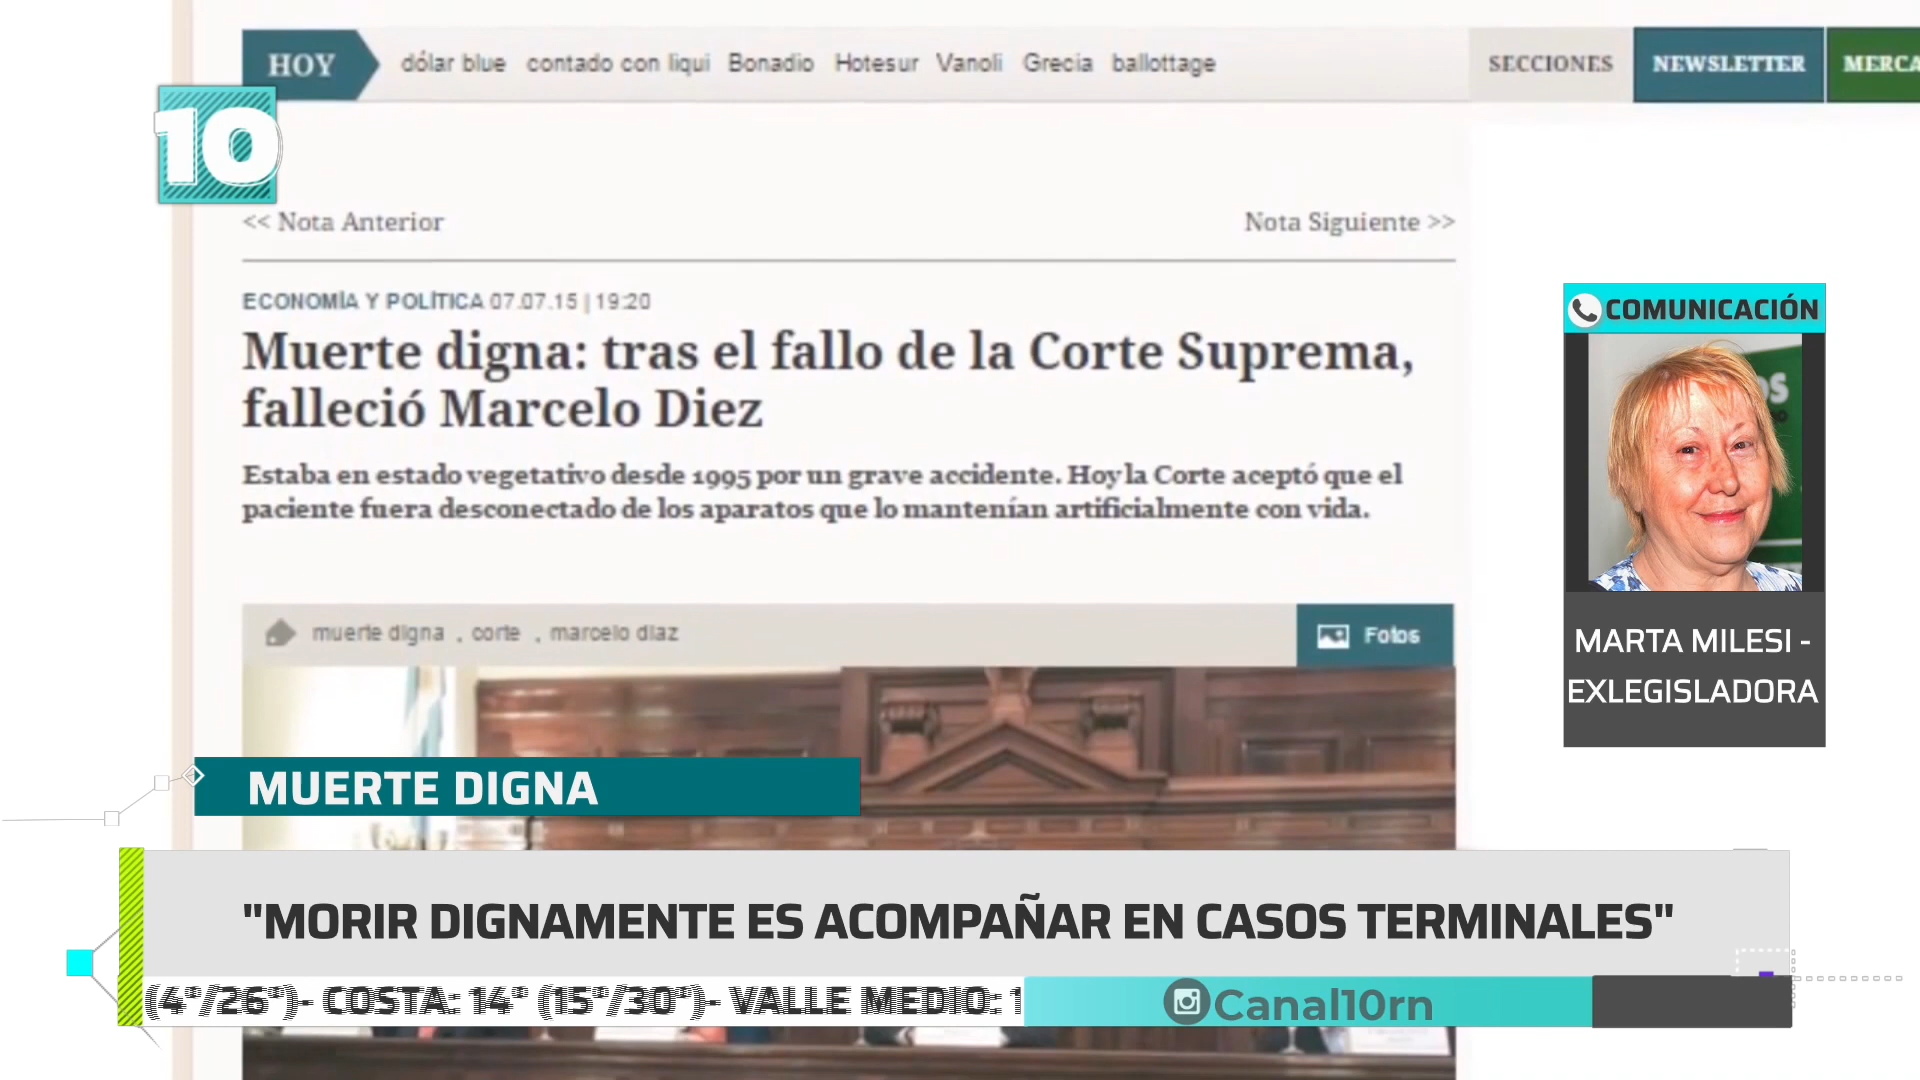 HOY dólar blue contado con liqui Bonadio Hotesur Vanoli Grecia ballottage SECCIONES NEWSLETTER
10
<< Nota Anterior Nota Siguiente >>
ECONOMÍA Y POLÍTICA 07.07.15 | 19:20
Muerte digna: tras el fallo de la Corte Suprema,
falleció Marcelo Diez
Estaba en estado vegetativo desde 1995 por un grave accidente. Hoy la Corte aceptó que el
paciente fuera desconectado de los aparatos que lo mantenían artificialmente con vida.
muerte digna , corte , marcelo diaz Fotos
COMUNICACIÓN
MARTA MILESI -
EXLEGISLADORA
MUERTE DIGNA
"MORIR DIGNAMENTE ES ACOMPAÑAR EN CASOS TERMINALES"
(4°/26°)- COSTA: 14° (15°/30°)- VALLE MEDIO: 1
Canal10rn